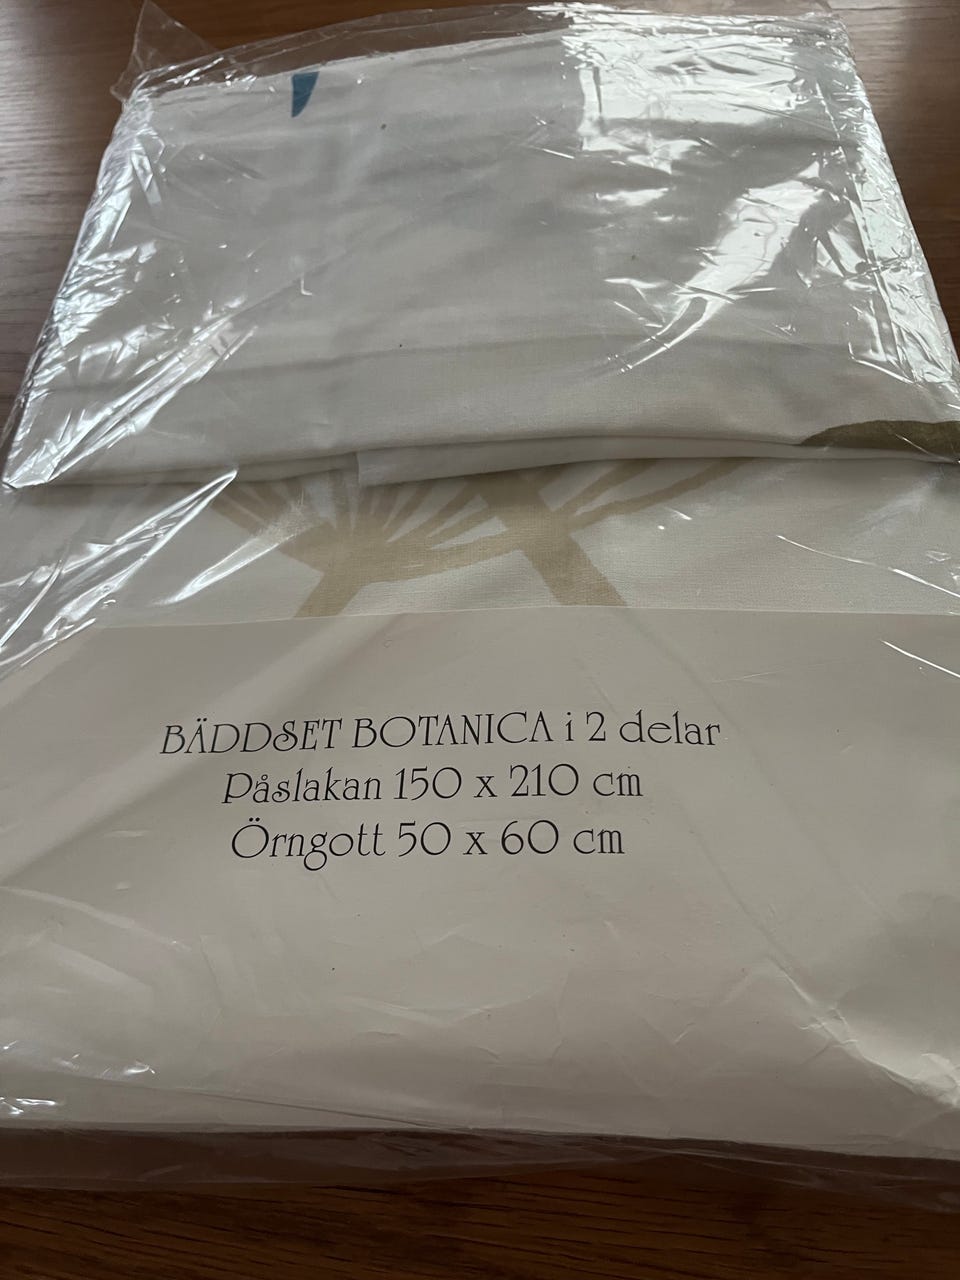 BÄDDSET BOTANICA i 2 delar
Påslakan 150 x 210 cm
Örngott 50 x 60 cm